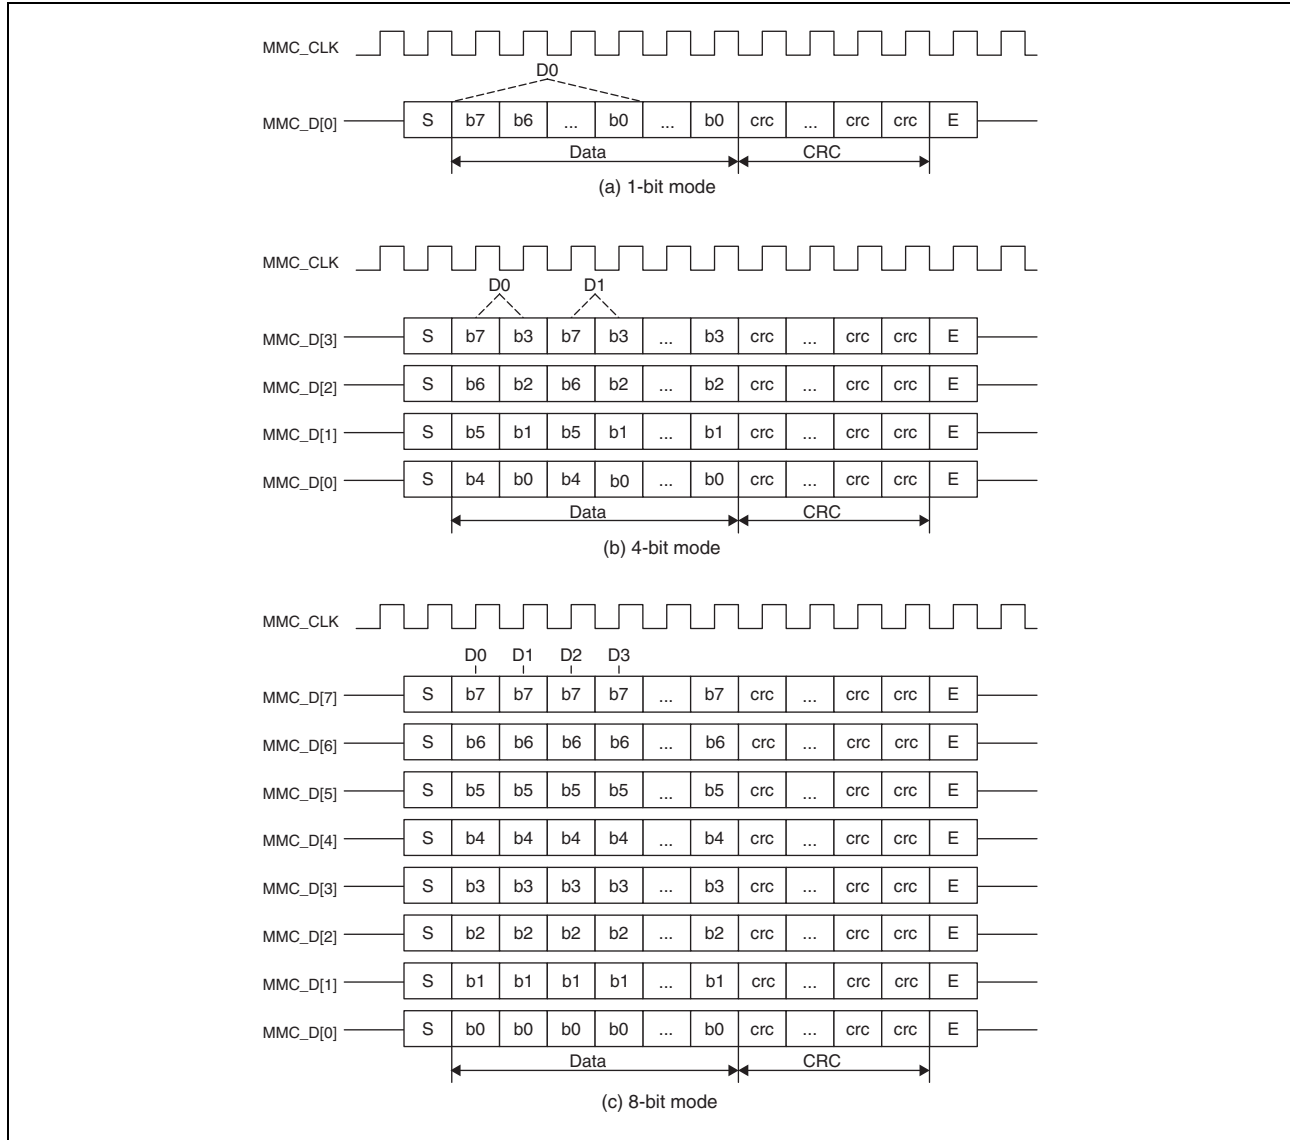 MMC_CLK
D0
MMC_D[0] S b7 b6 ... b0 ... b0 crc ... crc crc E
Data CRC
(a) 1-bit mode
MMC_CLK
D0 D1
MMC_D[3] S b7 b3 b7 b3 ... b3 crc ... crc crc E
MMC_D[2] S b6 b2 b6 b2 ... b2 crc ... crc crc E
MMC_D[1] S b5 b1 b5 b1 ... b1 crc ... crc crc E
MMC_D[0] S b4 b0 b4 b0 ... b0 crc ... crc crc E
Data CRC
(b) 4-bit mode
MMC_CLK
D0 D1 D2 D3
MMC_D[7] S b7 b7 b7 b7 ... b7 crc ... crc crc E
MMC_D[6] S b6 b6 b6 b6 ... b6 crc ... crc crc E
MMC_D[5] S b5 b5 b5 b5 ... b5 crc ... crc crc E
MMC_D[4] S b4 b4 b4 b4 ... b4 crc ... crc crc E
MMC_D[3] S b3 b3 b3 b3 ... b3 crc ... crc crc E
MMC_D[2] S b2 b2 b2 b2 ... b2 crc ... crc crc E
MMC_D[1] S b1 b1 b1 b1 ... b1 crc ... crc crc E
MMC_D[0] S b0 b0 b0 b0 ... b0 crc ... crc crc E
Data CRC
(c) 8-bit mode